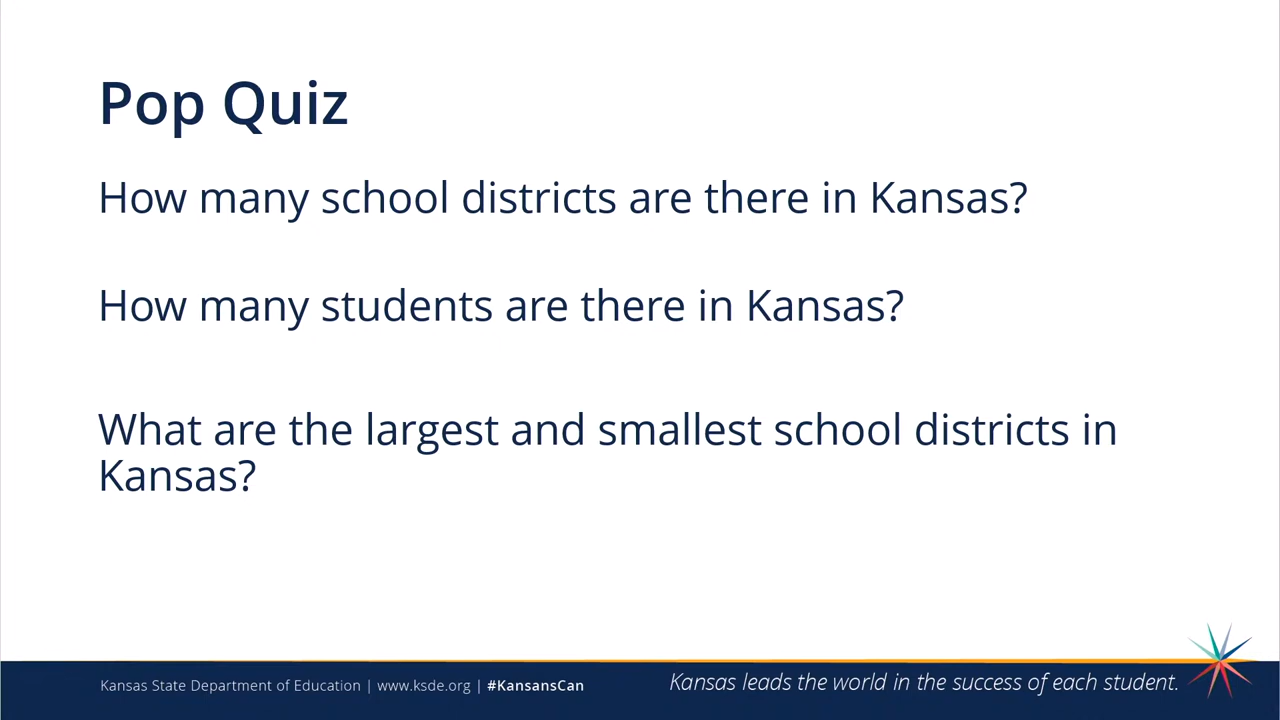 Pop Quiz
How many school districts are there in Kansas?
How many students are there in Kansas?
What are the largest and smallest school districts in
Kansas?
Kansas State Department of Education | www.ksde.org | #KansansCan
Kansas leads the world in the success of each student.